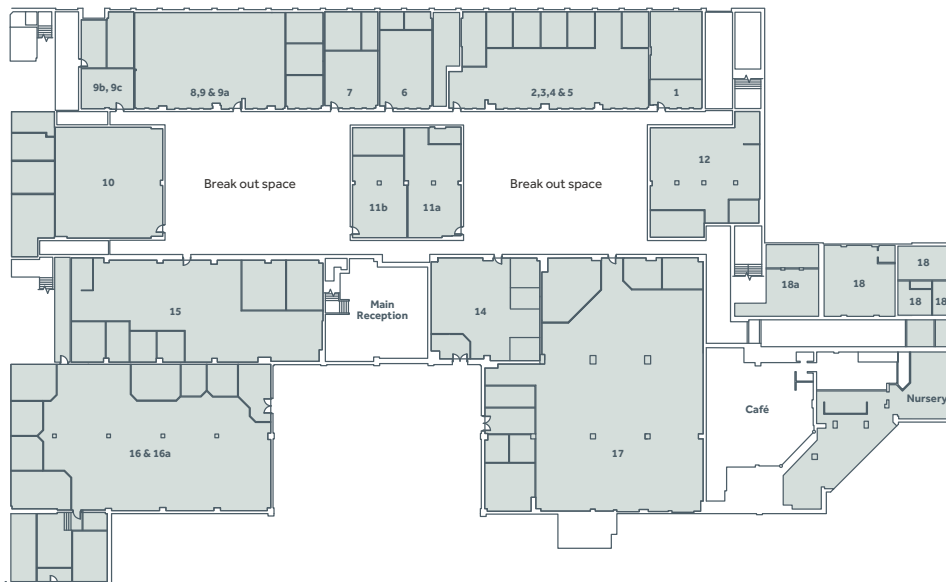 9b, 9c
8,9 & 9a
7
6
2,3,4 & 5
1
10
Break out space
11b
11a
Break out space
12
18a
18
18
18
18
15
Main
Reception
14
Café
Nursery
16 & 16a
17